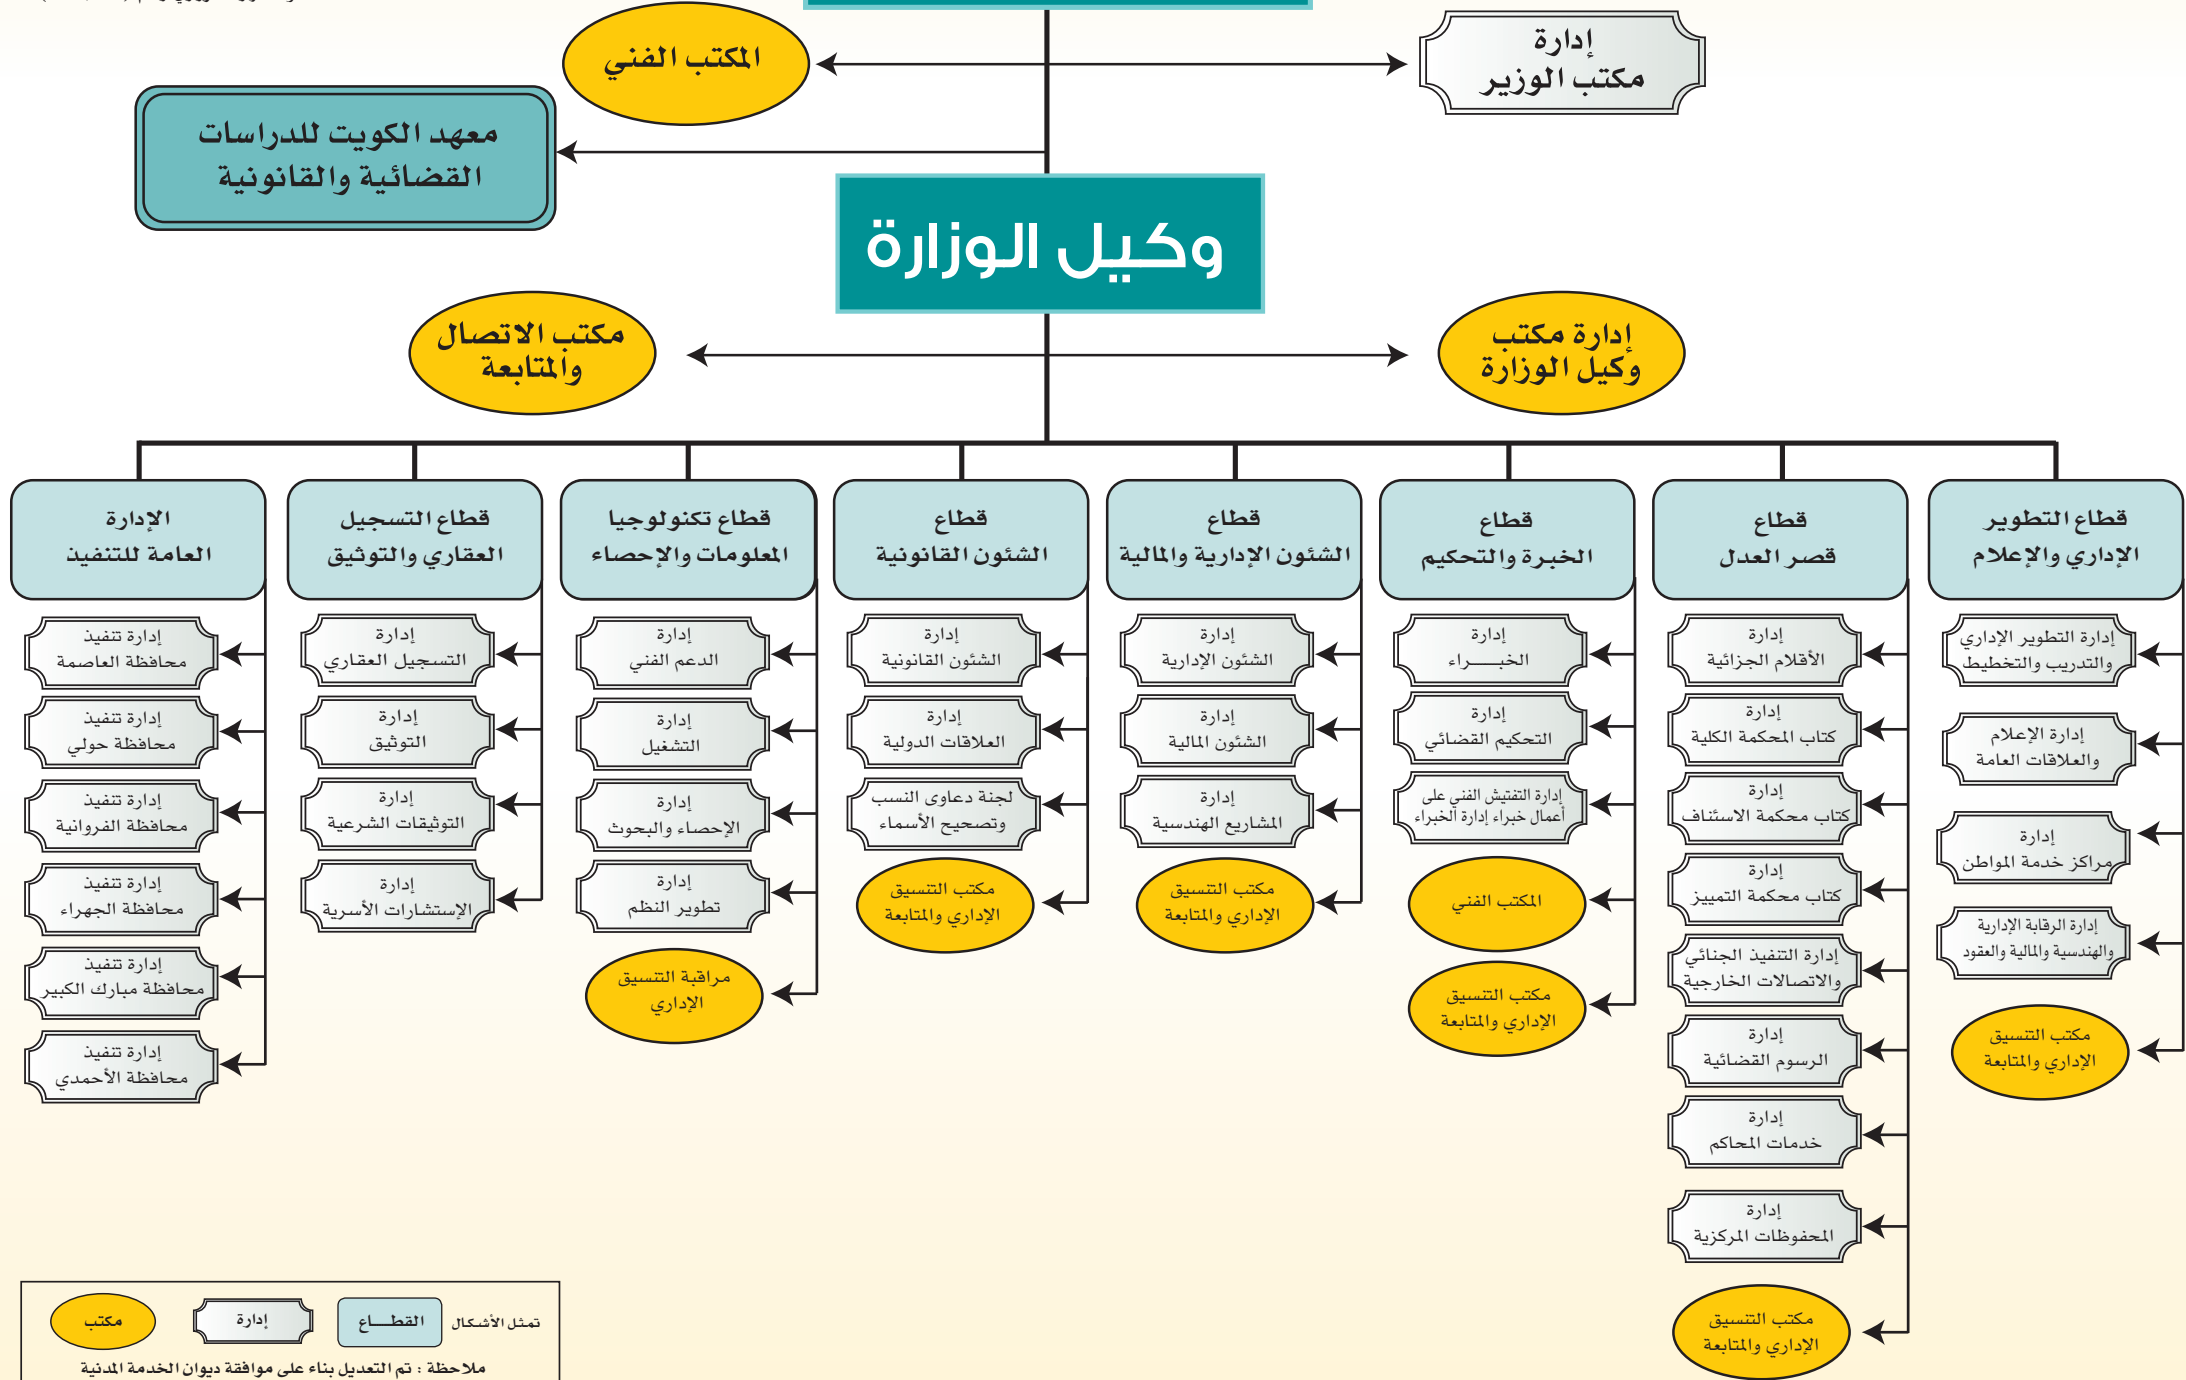 المكتب الفني
إدارة
مكتب الوزير
معهد الكويت للدراسات
القضائية والقانونية
وكيل الوزارة
إدارة مكتب
وكيل الوزارة
مكتب الاتصال
والمتابعة
قطاع التطوير
الإداري والإعلام
إدارة التطوير الإداري
والتدريب والتخطيط
إدارة الإعلام
والعلاقات العامة
إدارة
مراكز خدمة المواطن
إدارة الرقابة الإدارية
والهندسية والمالية والعقود
مكتب التنسيق
الإداري والمتابعة
قطاع
قصر العدل
إدارة
الأقلام الجزائية
إدارة
كتاب المحكمة الكلية
إدارة
كتاب محكمة الاسئناف
إدارة
كتاب محكمة التمييز
إدارة التنفيذ الجنائي
والاتصالات الخارجية
إدارة
الرسوم القضائية
إدارة
خدمات المحاكم
إدارة
المحفوظات المركزية
مكتب التنسيق
الإداري والمتابعة
قطاع
الخبرة والتحكيم
إدارة
الخبــــراء
إدارة
التحكيم القضائي
إدارة التفتيش الفني على
أعمال خبراء إدارة الخبراء
المكتب الفني
مكتب التنسيق
الإداري والمتابعة
قطاع
الشئون الإدارية والمالية
إدارة
الشئون الإدارية
إدارة
الشئون المالية
إدارة
المشاريع الهندسية
مكتب التنسيق
الإداري والمتابعة
قطاع
الشئون القانونية
إدارة
الشئون القانونية
إدارة
العلاقات الدولية
لجنة دعاوى النسب
وتصحيح الأسماء
مكتب التنسيق
الإداري والمتابعة
قطاع تكنولوجيا
المعلومات والإحصاء
إدارة
الدعم الفني
إدارة
التشغيل
إدارة
الإحصاء والبحوث
إدارة
تطوير النظم
مراقبة التنسيق
الإداري
قطاع التسجيل
العقاري والتوثيق
إدارة
التسجيل العقاري
إدارة
التوثيق
إدارة
التوثيقات الشرعية
إدارة
الإستشارات الأسرية
الإدارة
العامة للتنفيذ
إدارة تنفيذ
محافظة العاصمة
إدارة تنفيذ
محافظة حولي
إدارة تنفيذ
محافظة الفروانية
إدارة تنفيذ
محافظة الجهراء
إدارة تنفيذ
محافظة مبارك الكبير
إدارة تنفيذ
محافظة الأحمدي
تمثل الأشكال القطــاع إدارة مكتب
ملاحظة : تم التعديل بناء على موافقة ديوان الخدمة المدنية